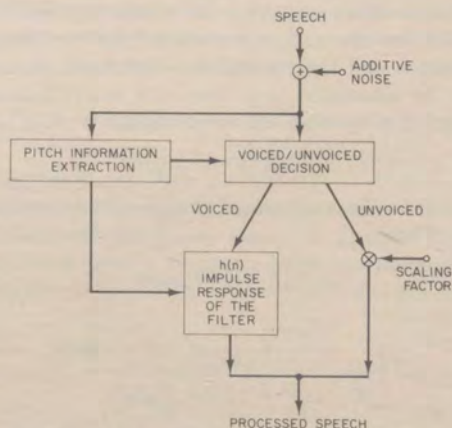 SPEECH
ADDITIVE
NOISE
PITCH INFORMATION
EXTRACTION
VOICED/UNVOICED
DECISION
VOICED
UNVOICED
h(n)
IMPULSE
RESPONSE
OF THE
FILTER
SCALING
FACTOR
PROCESSED SPEECH